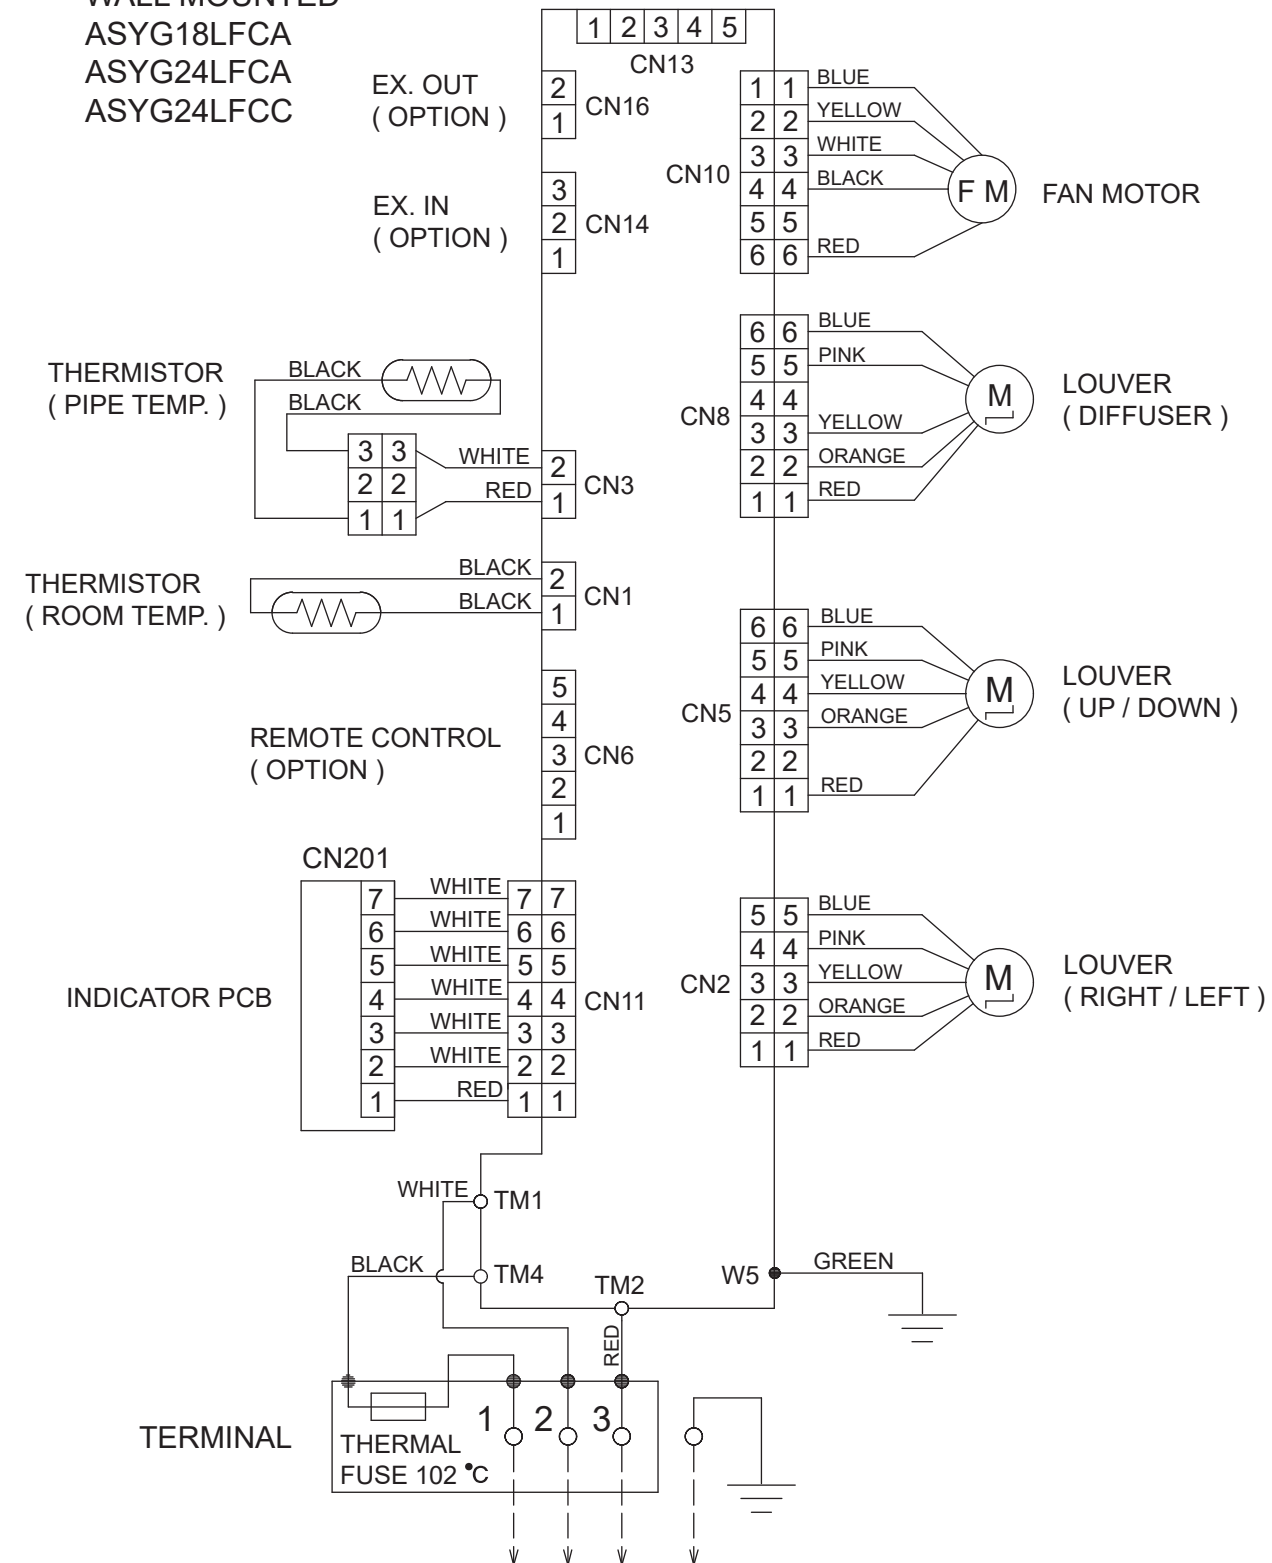 WALL MOUNTED
ASYG18LFCA
ASYG24LFCA
ASYG24LFCC
1 2 3 4 5
CN13
EX. OUT
( OPTION )
2
1
CN16
EX. IN
( OPTION )
3
2
1
CN14
THERMISTOR
( PIPE TEMP. )
BLACK
BLACK
3 3
2 2
1 1
WHITE
RED
2
1
CN3
THERMISTOR
( ROOM TEMP. )
BLACK
BLACK
2
1
CN1
REMOTE CONTROL
( OPTION )
5
4
3
2
1
CN6
CN201
INDICATOR PCB
7 WHITE 7 7
6 WHITE 6 6
5 WHITE 5 5
4 WHITE 4 4
3 WHITE 3 3
2 WHITE 2 2
1 RED 1 1
CN11
CN10
1 1 BLUE
2 2 YELLOW
3 3 WHITE
4 4 BLACK
5 5
6 6 RED
F M
FAN MOTOR
CN8
6 6 BLUE
5 5 PINK
4 4
3 3 YELLOW
2 2 ORANGE
1 1 RED
M
LOUVER
( DIFFUSER )
CN5
6 6 BLUE
5 5 PINK
4 4 YELLOW
3 3 ORANGE
2 2
1 1 RED
M
LOUVER
( UP / DOWN )
CN2
5 5 BLUE
4 4 PINK
3 3 YELLOW
2 2 ORANGE
1 1 RED
M
LOUVER
( RIGHT / LEFT )
WHITE
TM1
BLACK
TM4
TM2
RED
W5
GREEN
TERMINAL
1 2 3
THERMAL
FUSE 102 °C